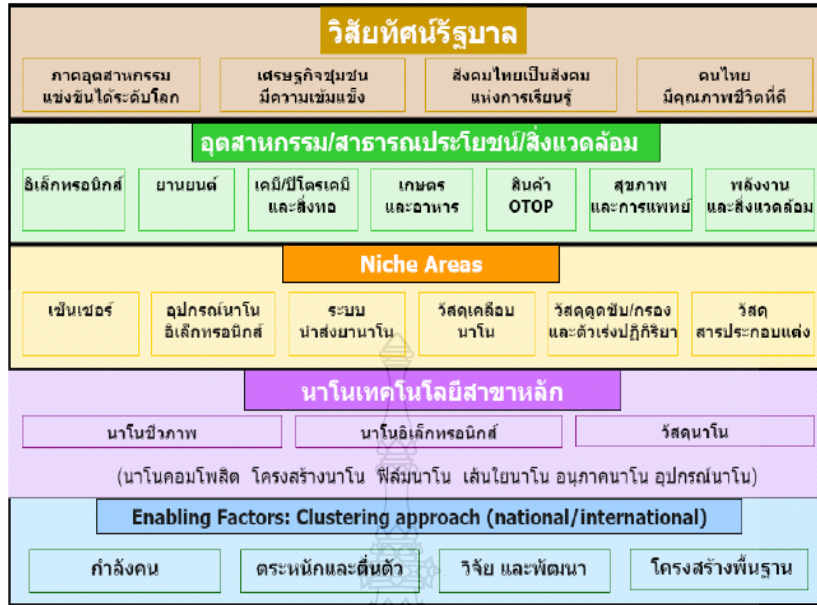 วิสัยทัศน์รัฐบาล
ภาคอุตสาหกรรม
แข่งขันได้ระดับโลก
เศรษฐกิจชุมชน
มีความเข้มแข็ง
สังคมไทยเป็นสังคม
แห่งการเรียนรู้
คนไทย
มีคุณภาพชีวิตที่ดี
อุตสาหกรรม/สาธารณประโยชน์/สิ่งแวดล้อม
อิเล็กทรอนิกส์
ยานยนต์
เคมี/ปิโตรเคมี
และสิ่งทอ
เกษตร
และอาหาร
สินค้า
OTOP
สุขภาพ
และการแพทย์
พลังงาน
และสิ่งแวดล้อม
Niche Areas
เซ็นเซอร์
อุปกรณ์นาโน
อิเล็กทรอนิกส์
ระบบ
นำส่งยานาโน
วัสดุเคลือบ
นาโน
วัสดุดูดซับ/กรอง
และตัวเร่งปฏิกิริยา
วัสดุ
สารประกอบแต่ง
นาโนเทคโนโลยีสาขาหลัก
นาโนชีวภาพ
นาโนอิเล็กทรอนิกส์
วัสดุนาโน
(นาโนคอมโพสิต โครงสร้างนาโน ฟิล์มนาโน เส้นใยนาโน อนุภาคนาโน อุปกรณ์นาโน)
Enabling Factors: Clustering approach (national/international)
กำลังคน
ตระหนักและตื่นตัว
วิจัย และพัฒนา
โครงสร้างพื้นฐาน